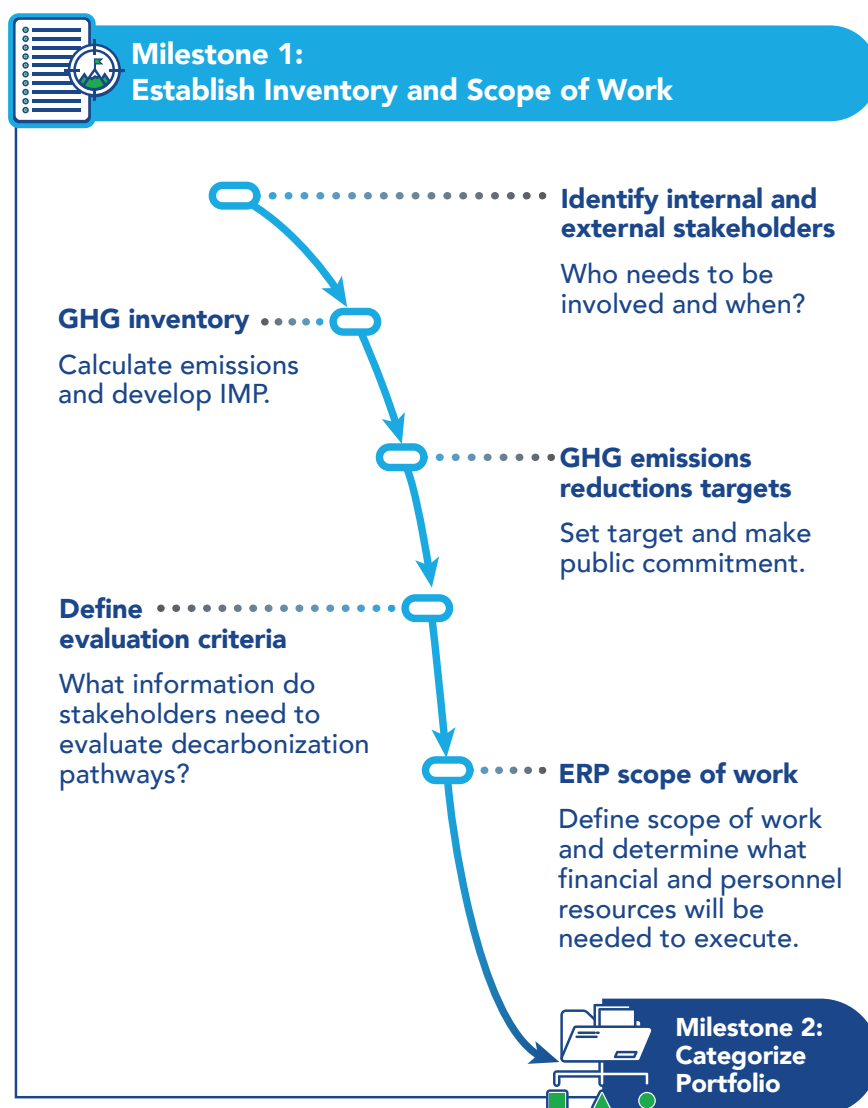 Milestone 1:
Establish Inventory and Scope of Work
Identify internal and
external stakeholders
Who needs to be
involved and when?
GHG inventory
Calculate emissions
and develop IMP.
GHG emissions
reductions targets
Set target and make
public commitment.
Define
evaluation criteria
What information do
stakeholders need to
evaluate decarbonization
pathways?
ERP scope of work
Define scope of work
and determine what
financial and personnel
resources will be
needed to execute.
Milestone 2:
Categorize
Portfolio